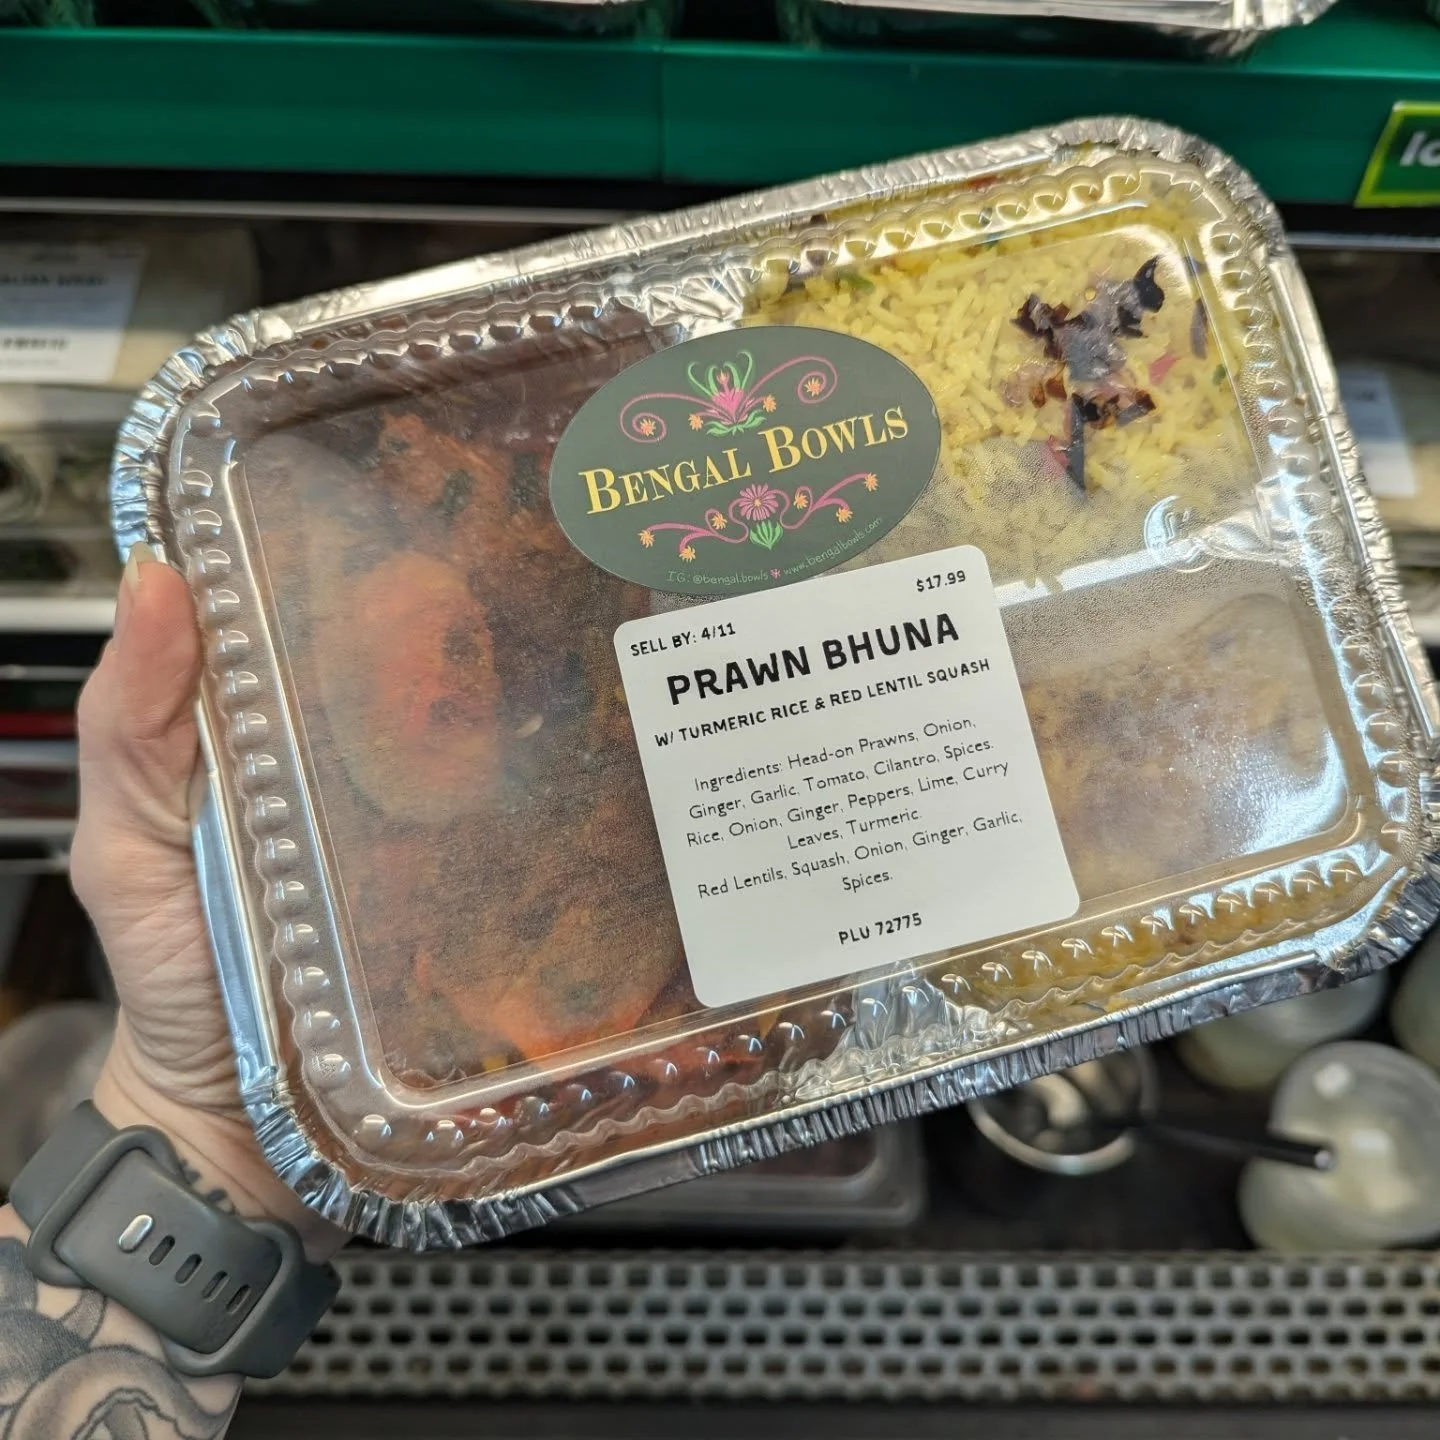 BENGAL BOWLS
IG: @bengal.bowls www.bengalbowls.com
$17.99
SELL BY: 4/11
PRAWN BHUNA
W/ TURMERIC RICE & RED LENTIL SQUASH
Ingredients: Head-on Prawns, Onion,
Ginger, Garlic, Tomato, Cilantro, Spices.
Rice, Onion, Ginger, Peppers, Lime, Curry
Leaves, Turmeric.
Red Lentils, Squash, Onion, Ginger, Garlic,
Spices.
PLU 72775